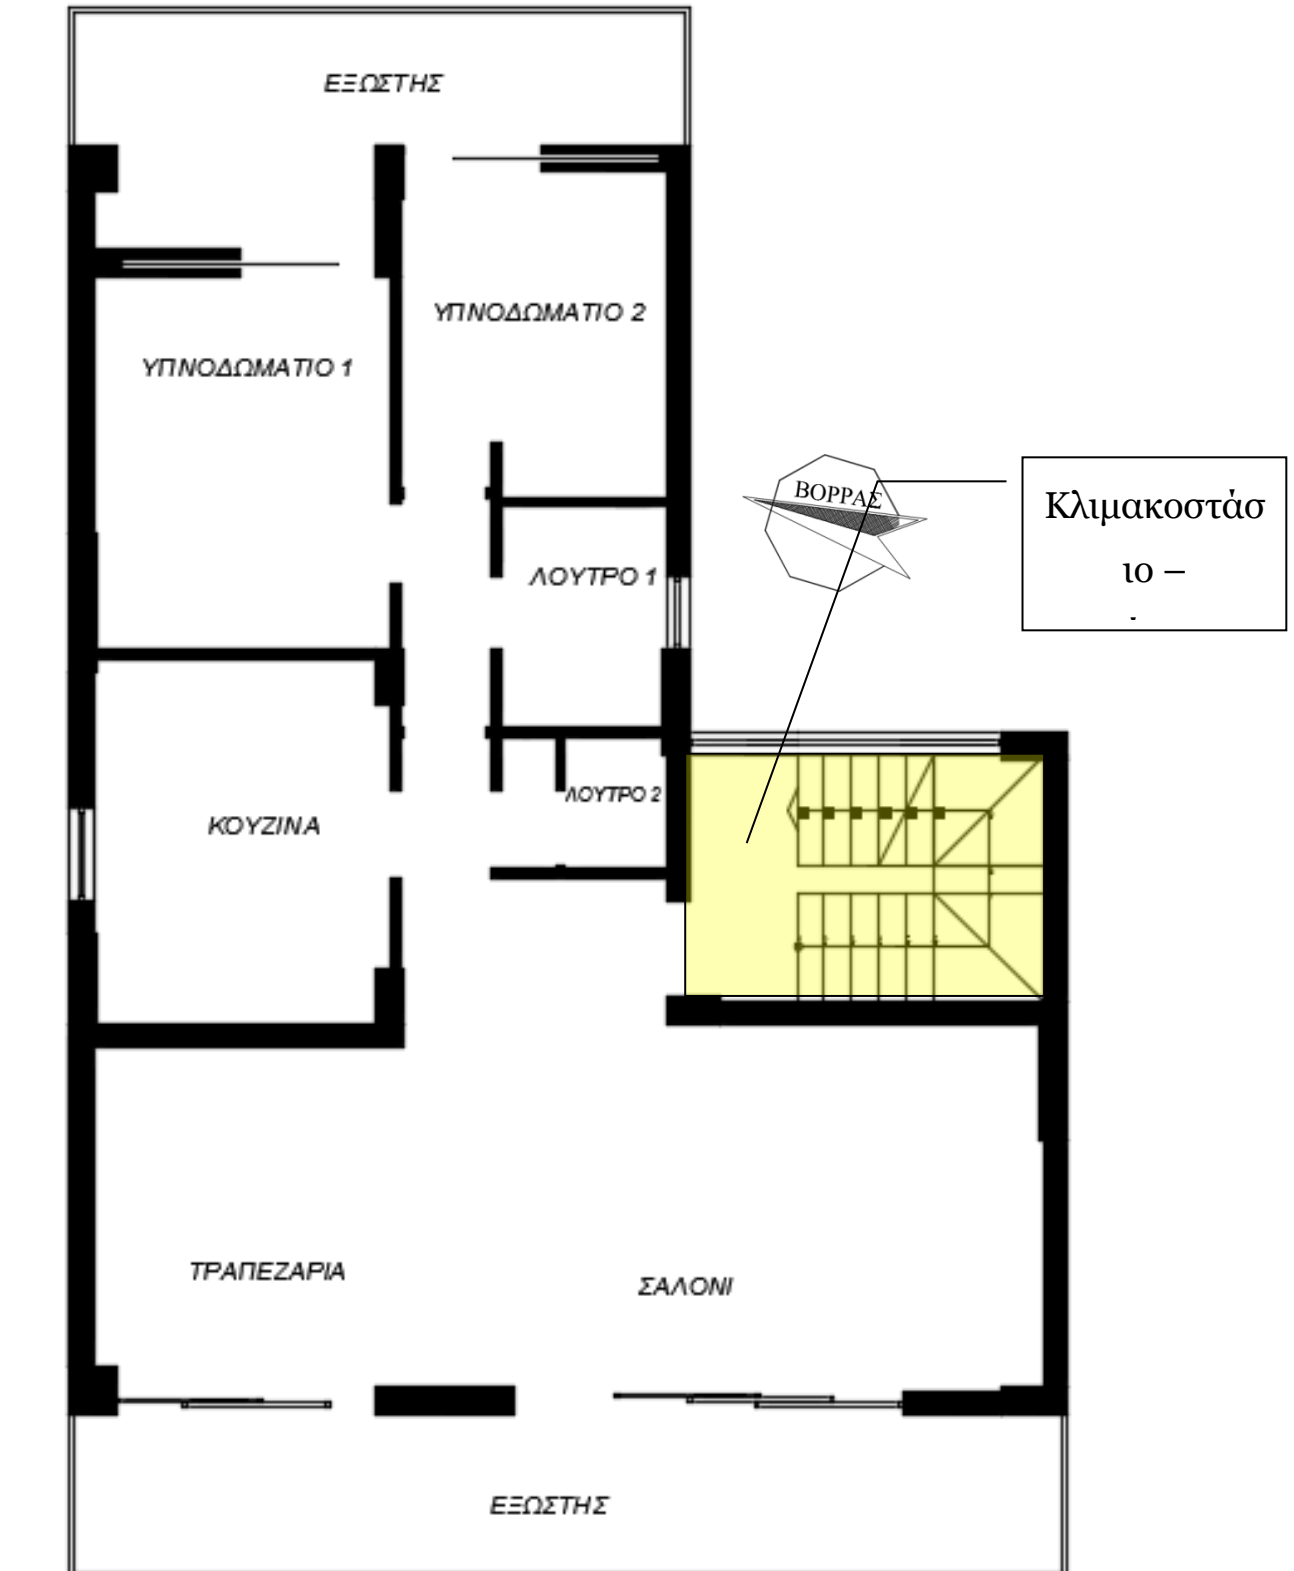 ΕΞΩΣΤΗΣ
ΥΠΝΟΔΩΜΑΤΙΟ 2
ΥΠΝΟΔΩΜΑΤΙΟ 1
ΒΟΡΡΑΣ
Κλιμακοστάσ
ιο –
ΛΟΥΤΡΟ 1
ΛΟΥΤΡΟ 2
ΚΟΥΖΙΝΑ
ΤΡΑΠΕΖΑΡΙΑ
ΣΑΛΟΝΙ
ΕΞΩΣΤΗΣ